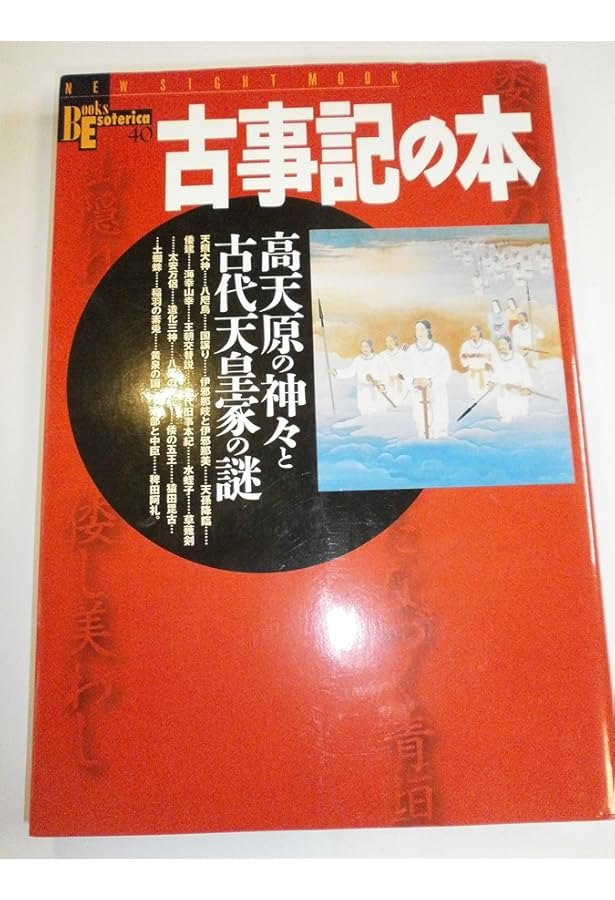 NEW SIGHT MOOK
Books
Esoterica
40
古事記の本
高天原の神々と
古代天皇家の謎
天照大神……八咫烏……国譲り……伊邪那岐と伊邪那美……天孫降臨……
倭建……海幸山幸……王朝交替説……代旧事本紀……水蛭子……草薙剣
……太安万侶……造化三神……八……倭の五王……猿田毘古…
…土蜘蛛……稲羽の素兎……黄泉の国……部と中臣……稗田阿礼。